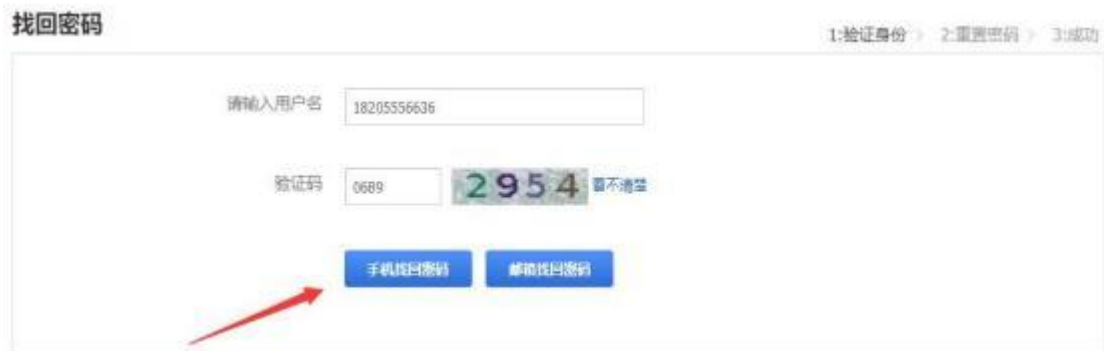 找回密码
1:验证身份 2:重置密码 3:成功
请输入用户名 18205556636
验证码 0689 2954 看不清楚
手机找回密码 邮箱找回密码